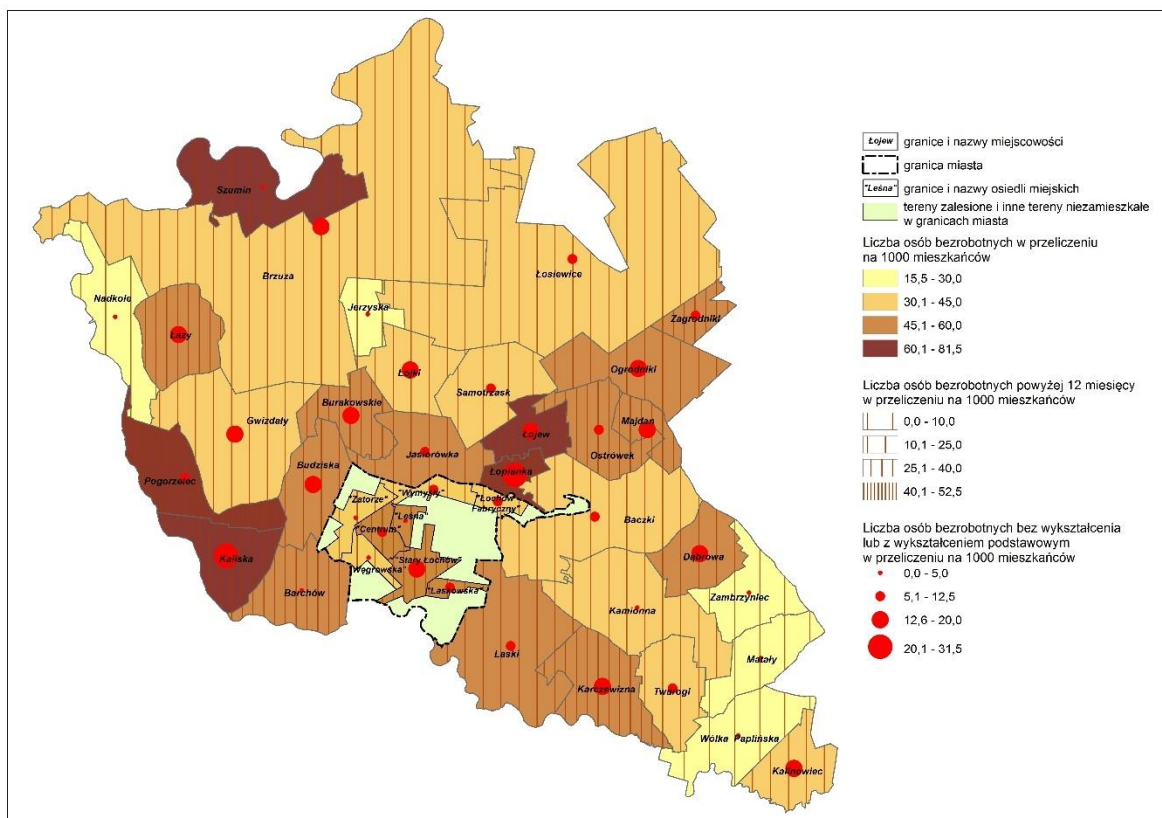 Szumin
Brzuza
Łosiewice
Nadkole
Jerzyska
Zagrodniki
Łazy
Łojki
Ogrodniki
Samotrzask
Burakowskie
Gwizdały
Majdan
Łojew
Ostrówek
Jasiorówka
Budziska
Łopianka
Pogorzelec
"Zatorze"
"Wymysły"
"Łochów
Fabryczny"
"Leśna"
"Centrum"
Baczki
Kaliska
"Stary Łochów"
Dąbrowa
"Węgrowska"
Barchów
"Laskowska"
Zambrzyniec
Kamionna
Laski
Matały
Karczewizna
Twarogi
Wólka Paplińska
Kalinowiec
Łojew
granice i nazwy miejscowości
granica miasta
"Leśna"
granice i nazwy osiedli miejskich
tereny zalesione i inne tereny niezamieszkałe
w granicach miasta
Liczba osób bezrobotnych w przeliczeniu
na 1000 mieszkańców
15,5 - 30,0
30,1 - 45,0
45,1 - 60,0
60,1 - 81,5
Liczba osób bezrobotnych powyżej 12 miesięcy
w przeliczeniu na 1000 mieszkańców
0,0 - 10,0
10,1 - 25,0
25,1 - 40,0
40,1 - 52,5
Liczba osób bezrobotnych bez wykształcenia
lub z wykształceniem podstawowym
w przeliczeniu na 1000 mieszkańców
0,0 - 5,0
5,1 - 12,5
12,6 - 20,0
20,1 - 31,5